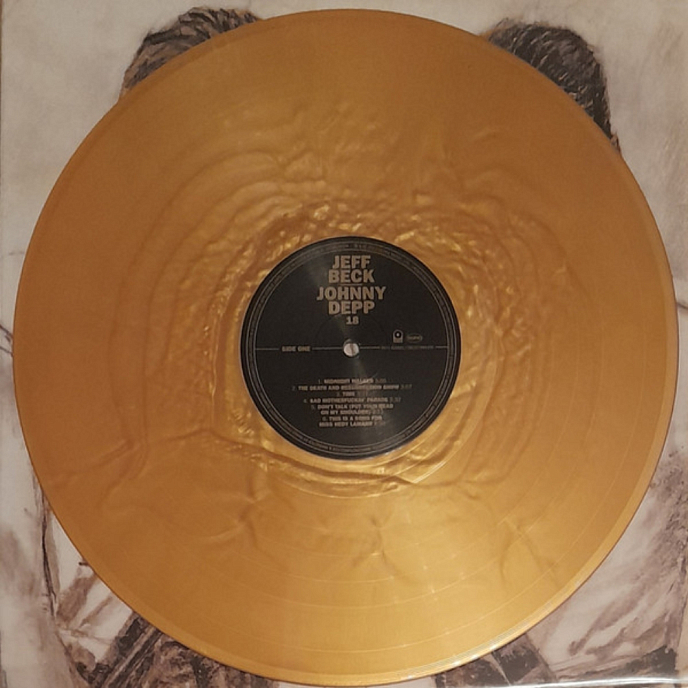 JEFF
BECK
JOHNNY
DEPP
18
SIDE ONE
1. MIDNIGHT WALKER
2. THE DEATH AND RESURRECTION SHOW
3. TIME
4. SAD MOTHERFUCKIN' PARADE
5. DON'T TALK (PUT YOUR HEAD
ON MY SHOULDER)
6. THIS IS A SONG FOR
MISS HEDY LAMARR